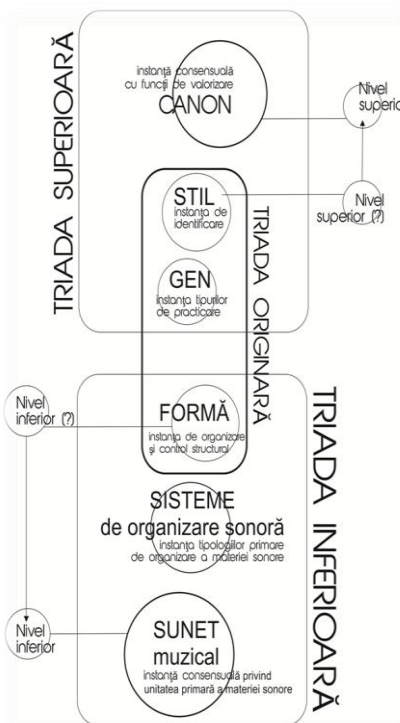 TRIADA SUPERIOARĂ
instanță consensuală
cu funcții de valorizare
CANON
Nivel
superior
STIL
instanța de
identificare
Nivel
superior (?)
GEN
instanța tipurilor
de practicare
TRIADA ORIGINARĂ
Nivel
inferior (?)
FORMĂ
instanța de organizare
și control structural
TRIADA INFERIOARĂ
SISTEME
de organizare sonoră
instanța tipologiilor primare
de organizare a materiei sonore
Nivel
inferior
SUNET
muzical
instanță consensuală privind
unitatea primară a materiei sonore